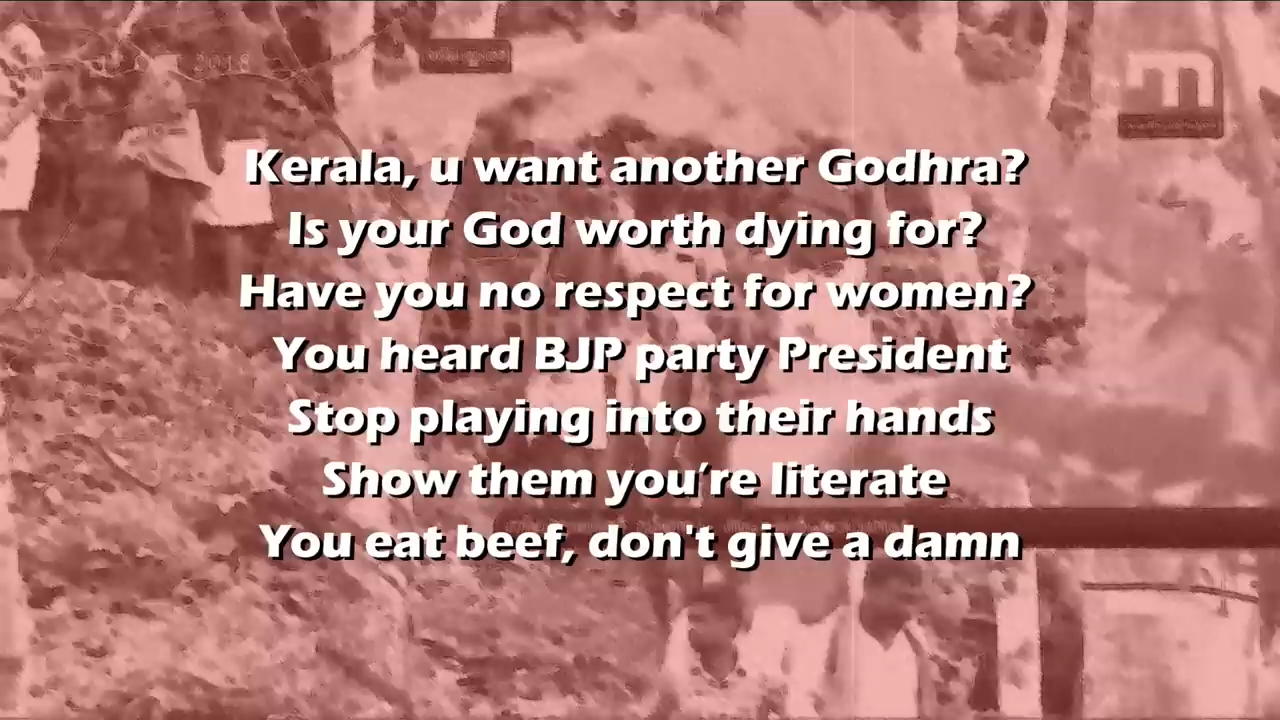 2018
Kerala, u want another Godhra?
Is your God worth dying for?
Have you no respect for women?
You heard BJP party President
Stop playing into their hands
Show them you're literate
You eat beef, don't give a damn